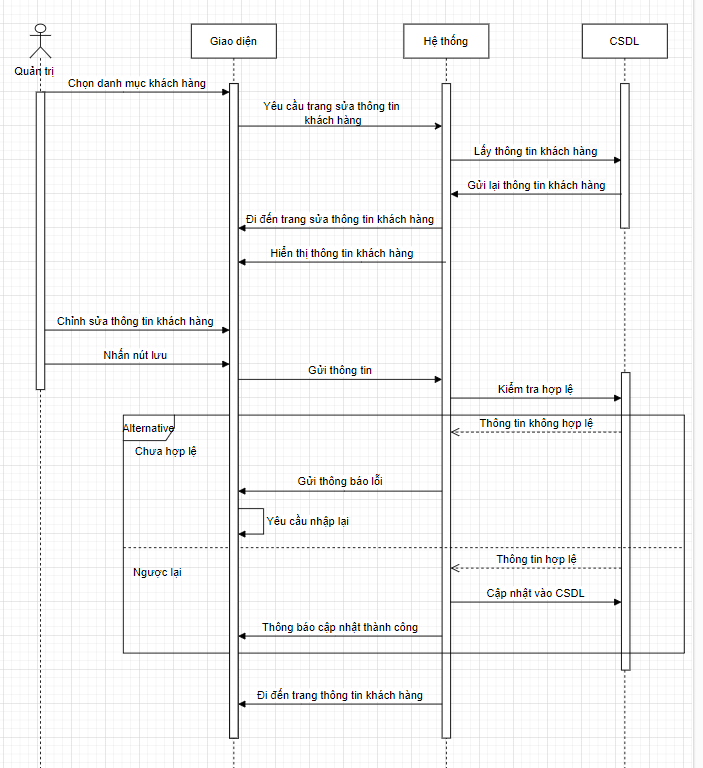 Giao diện
Hệ thống
CSDL
Quản trị
Chọn danh mục khách hàng
Yêu cầu trang sửa thông tin
khách hàng
Lấy thông tin khách hàng
Gửi lại thông tin khách hàng
Đi đến trang sửa thông tin khách hàng
Hiển thị thông tin khách hàng
Chỉnh sửa thông tin khách hàng
Nhấn nút lưu
Gửi thông tin
Kiểm tra hợp lệ
Alternative
Thông tin không hợp lệ
Chưa hợp lệ
Gửi thông báo lỗi
Yêu cầu nhập lại
Thông tin hợp lệ
Ngược lại
Cập nhật vào CSDL
Thông báo cập nhật thành công
Đi đến trang thông tin khách hàng